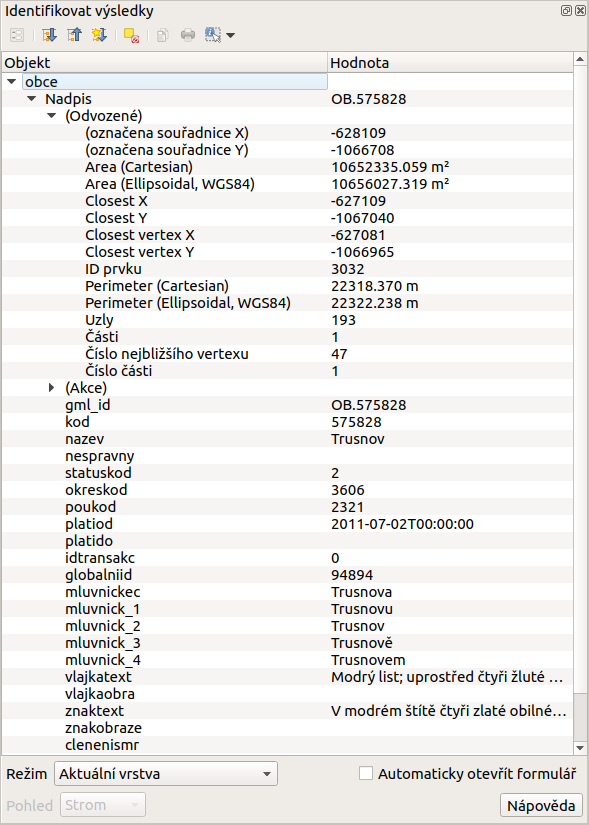 Identifikovat výsledky
Objekt Hodnota
obce
Nadpis OB.575828
(Odvozené)
(označena souřadnice X) -628109
(označena souřadnice Y) -1066708
Area (Cartesian) 10652335.059 m²
Area (Ellipsoidal, WGS84) 10656027.319 m²
Closest X -627109
Closest Y -1067040
Closest vertex X -627081
Closest vertex Y -1066965
ID prvku 3032
Perimeter (Cartesian) 22318.370 m
Perimeter (Ellipsoidal, WGS84) 22322.238 m
Uzly 193
Části 1
Číslo nejbližšího vertexu 47
Číslo části 1
(Akce)
gml_id OB.575828
kod 575828
nazev Trusnov
nespravny
statuskod 2
okreskod 3606
poukod 2321
platiod 2011-07-02T00:00:00
platido
idtransakc 0
globalniid 94894
mluvnickec Trusnova
mluvnick_1 Trusnovu
mluvnick_2 Trusnov
mluvnick_3 Trusnově
mluvnick_4 Trusnovem
vlajkatext Modrý list; uprostřed čtyři žluté …
vlajkaobra
znaktext V modrém štítě čtyři zlaté obilné…
znakobraze
clenenismr
Režim Aktuální vrstva Automaticky otevřít formulář
Pohled Strom Nápověda